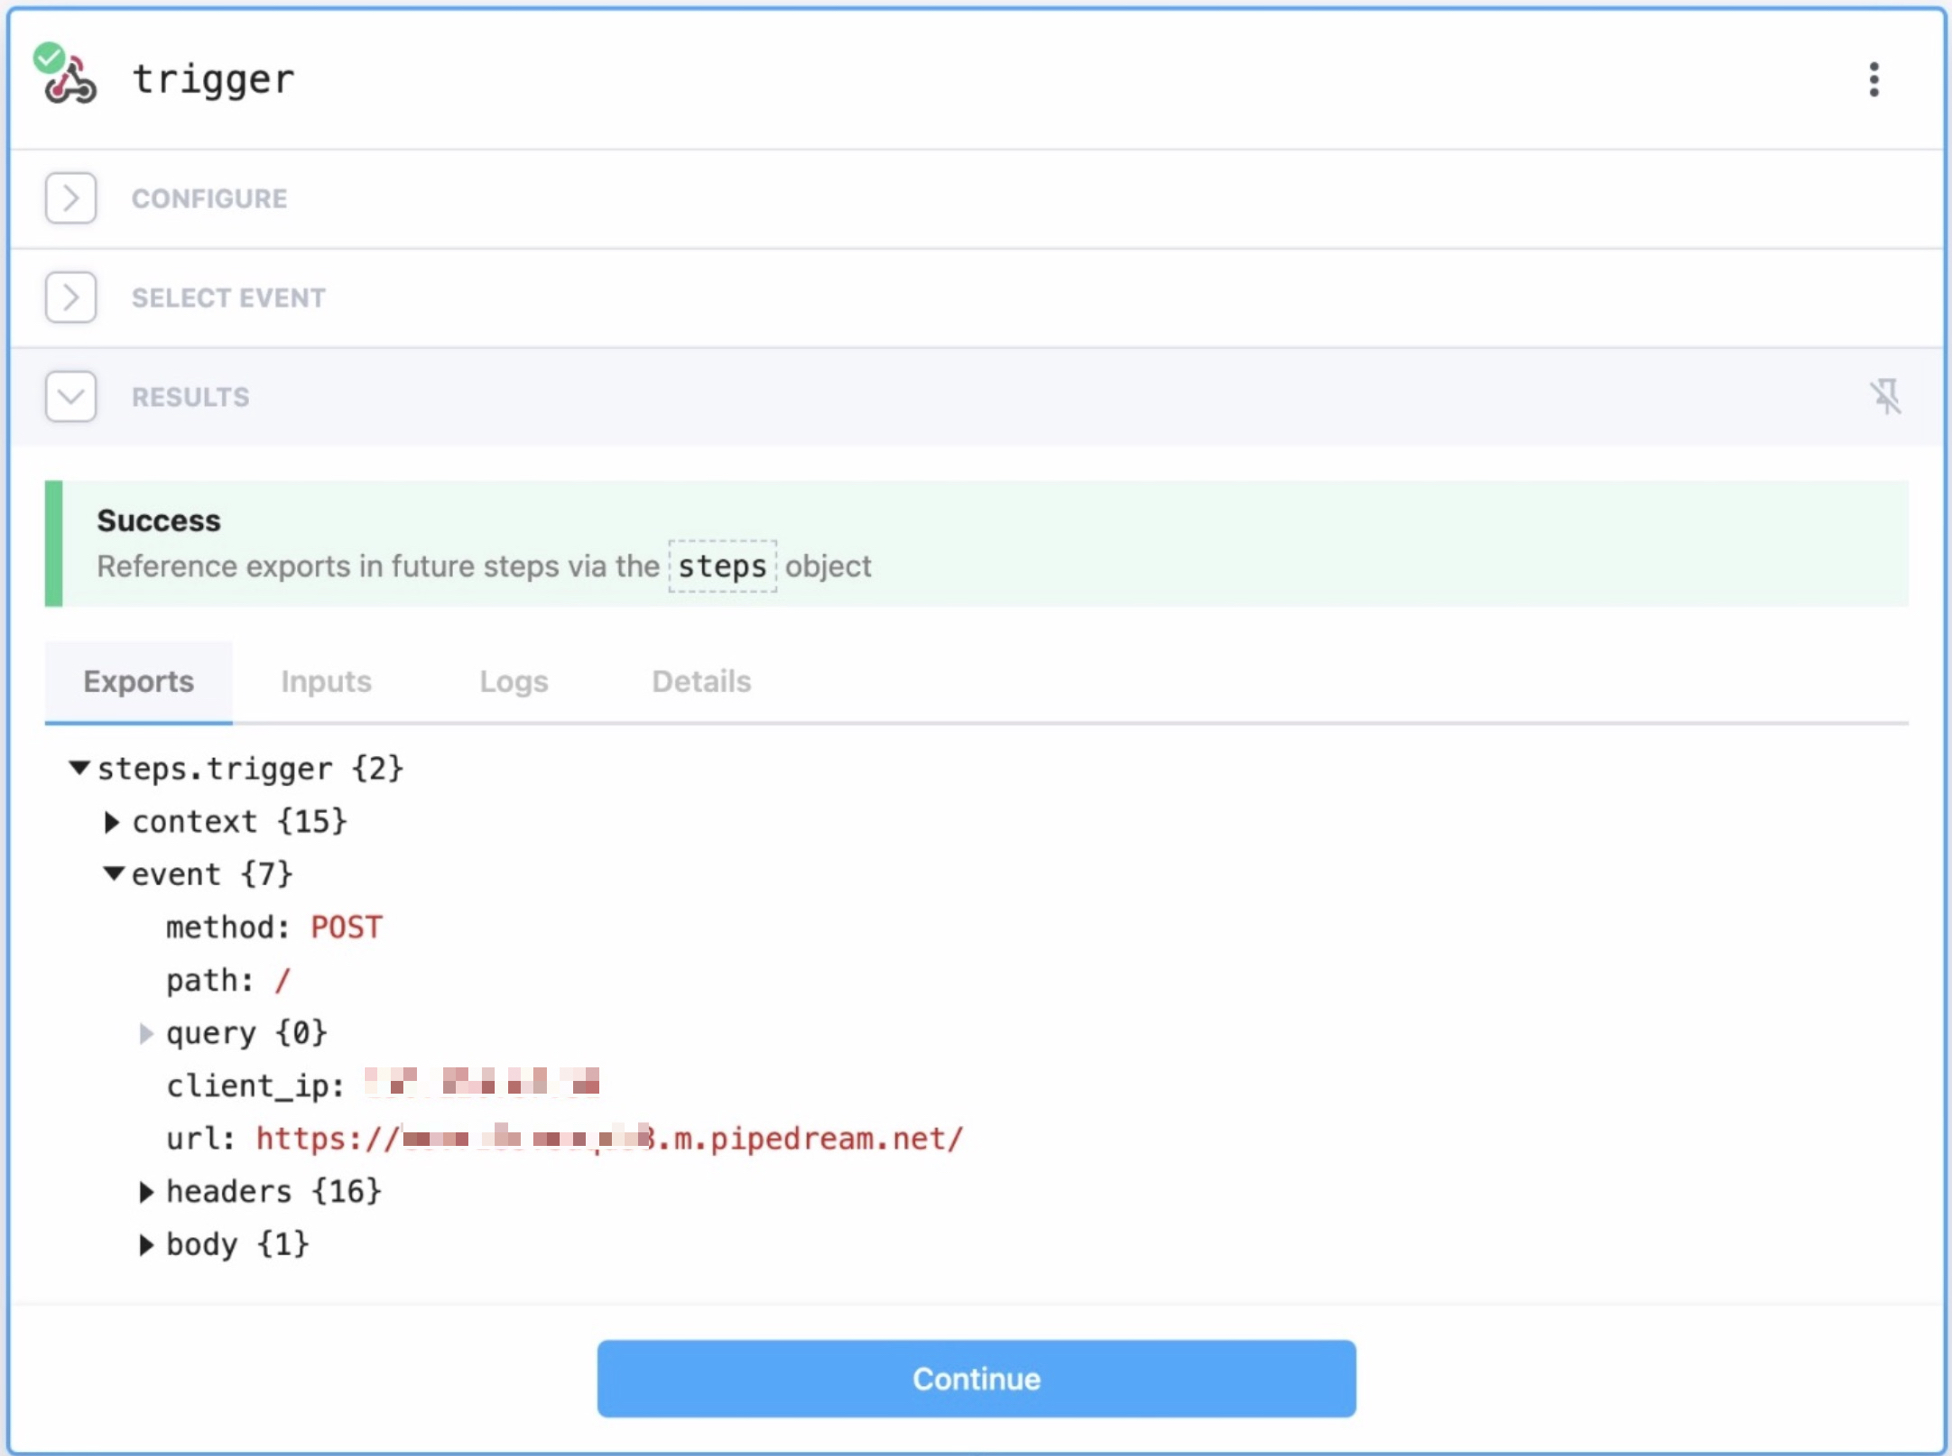 trigger
CONFIGURE
SELECT EVENT
RESULTS
Success
Reference exports in future steps via the steps object
Exports Inputs Logs Details
steps.trigger {2}
context {15}
event {7}
method: POST
path: /
query {0}
client_ip:
url: https:// .m.pipedream.net/
headers {16}
body {1}
Continue